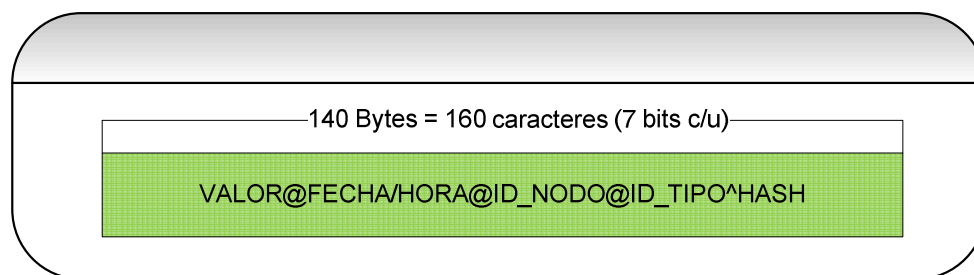 140 Bytes = 160 caracteres (7 bits c/u)
VALOR@FECHA/HORA@ID_NODO@ID_TIPO^HASH